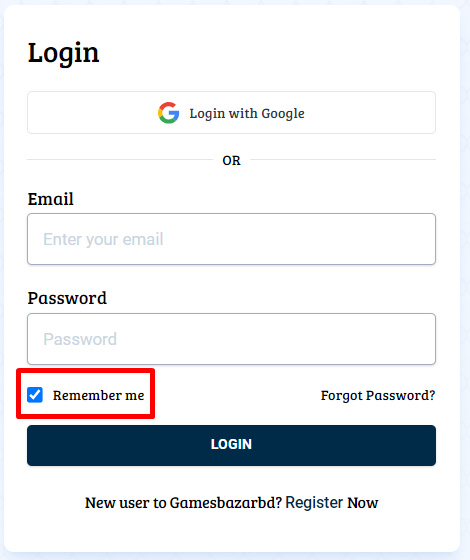 Login
Login with Google
OR
Email
Enter your email
Password
Password
Remember me Forgot Password?
LOGIN
New user to Gamesbazarbd? Register Now